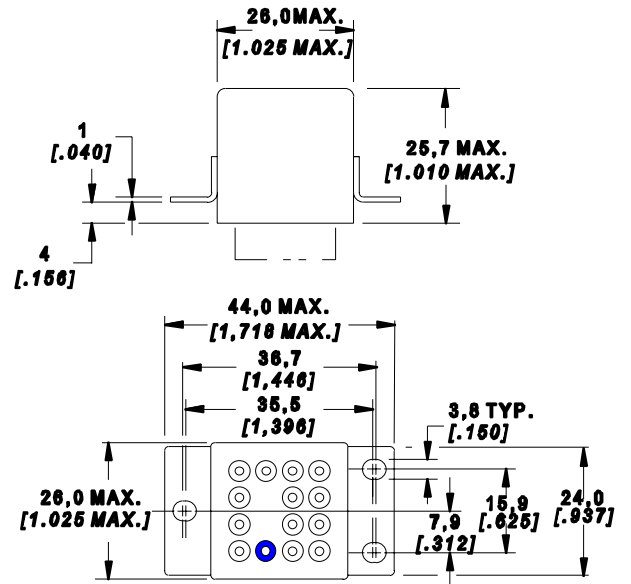 26,0MAX.
[1.025 MAX.]
1
[.040]
25,7 MAX.
[1.010 MAX.]
4
[.156]
44,0 MAX.
[1,718 MAX.]
36,7
[1,446]
35,5
[1,396]
3,8 TYP.
[.150]
26,0 MAX.
[1.025 MAX.]
15,9
[.625]
24,0
[.937]
7,9
[.312]